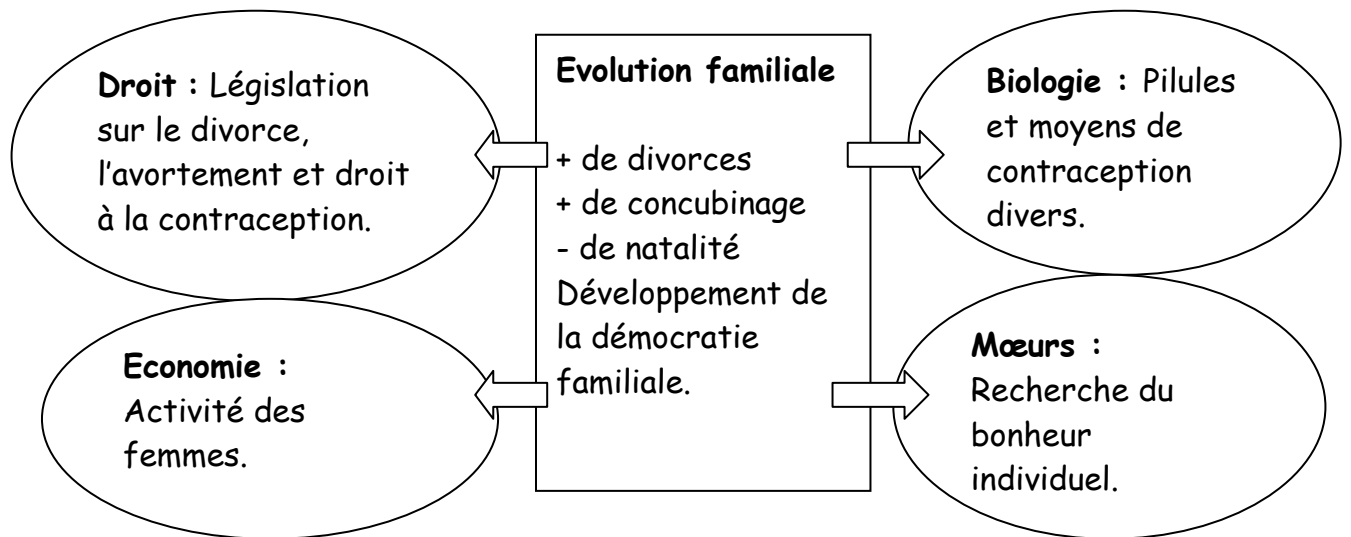 Droit : Législation
sur le divorce,
l’avortement et droit
à la contraception.
Evolution familiale
+ de divorces
+ de concubinage
- de natalité
Développement de
la démocratie
familiale.
Biologie : Pilules
et moyens de
contraception
divers.
Economie :
Activité des
femmes.
Mœurs :
Recherche du
bonheur
individuel.